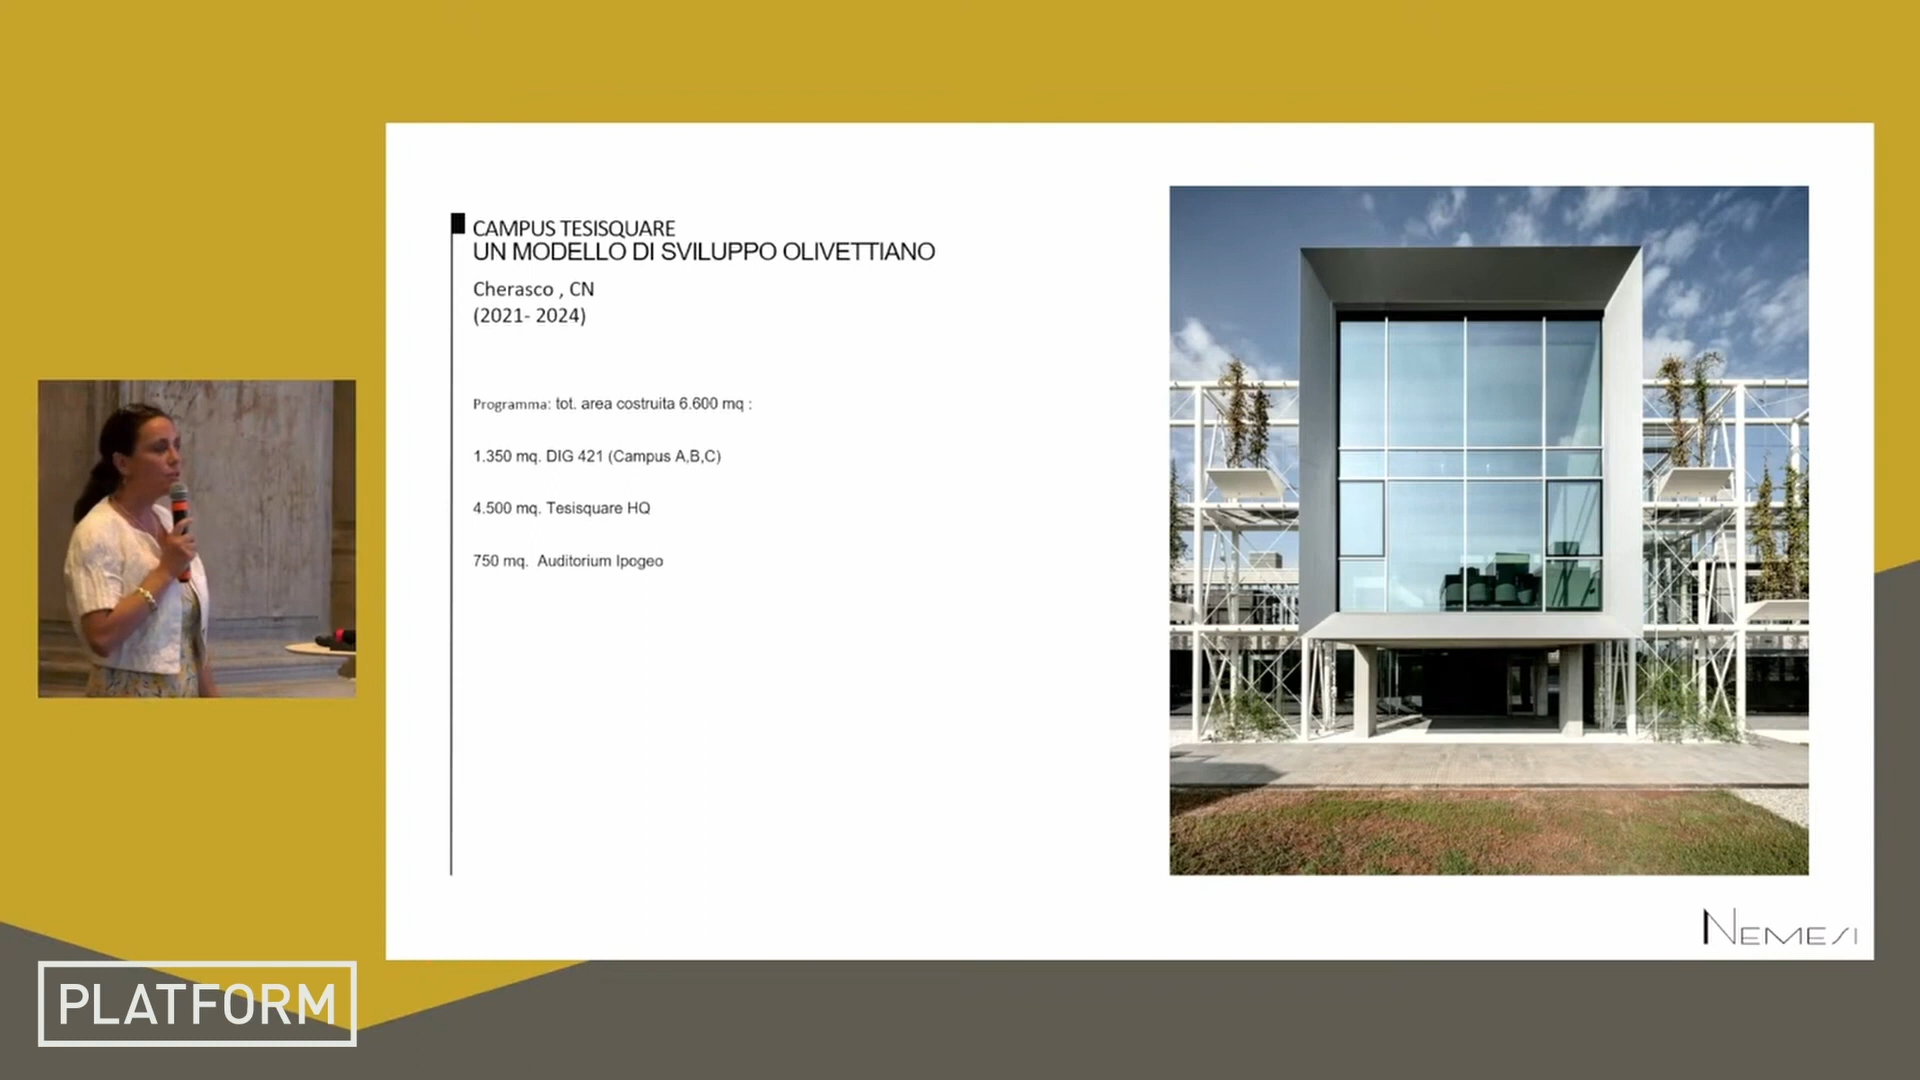 CAMPUS TESISQUARE
UN MODELLO DI SVILUPPO OLIVETTIANO
Cherasco , CN
(2021- 2024)
Programma: tot. area costruita 6.600 mq :
1.350 mq. DIG 421 (Campus A,B,C)
4.500 mq. Tesisquare HQ
750 mq.  Auditorium Ipogeo
NEMESI
PLATFORM